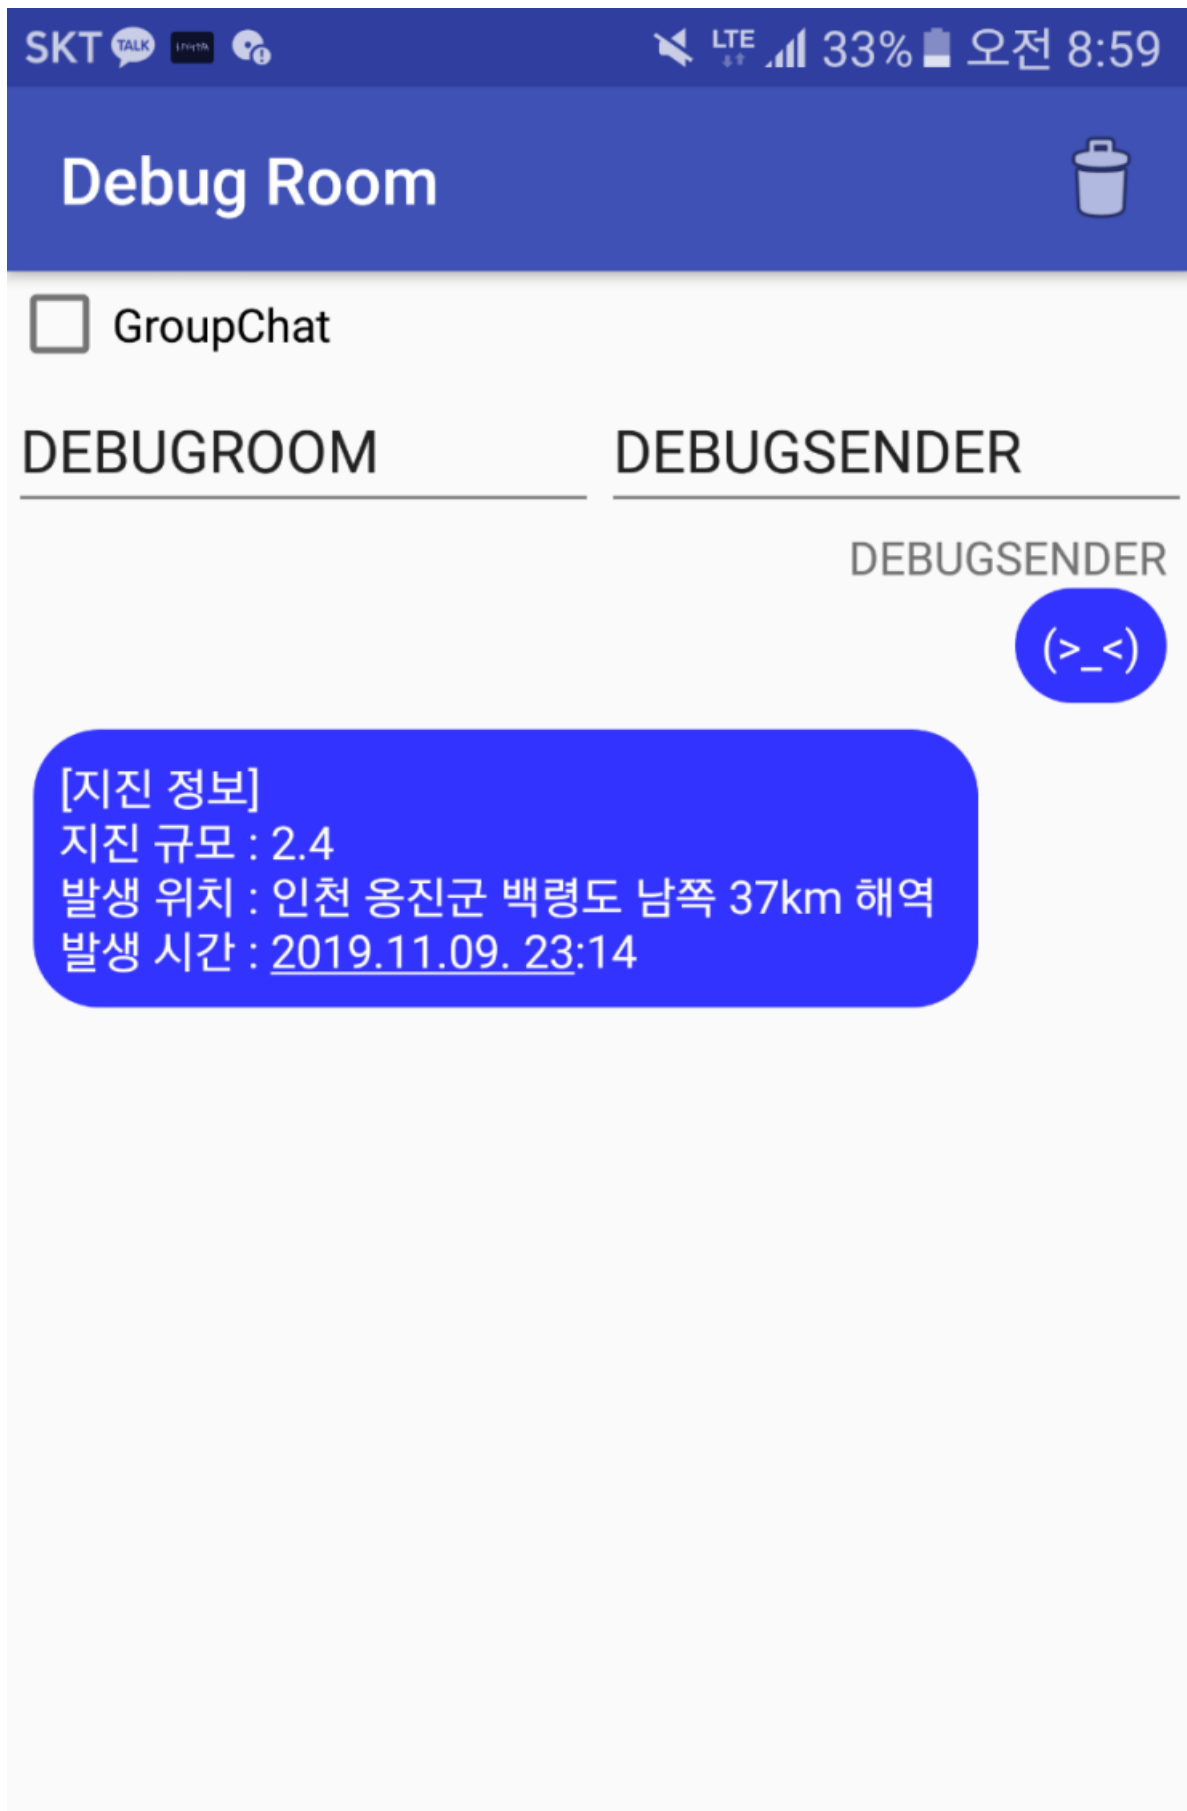 SKT TALK LTE 33% 오전 8:59
Debug Room
GroupChat
DEBUGROOM DEBUGSENDER
DEBUGSENDER
(>_<)
[지진 정보]
지진 규모 : 2.4
발생 위치 : 인천 옹진군 백령도 남쪽 37km 해역
발생 시간 : 2019.11.09. 23:14